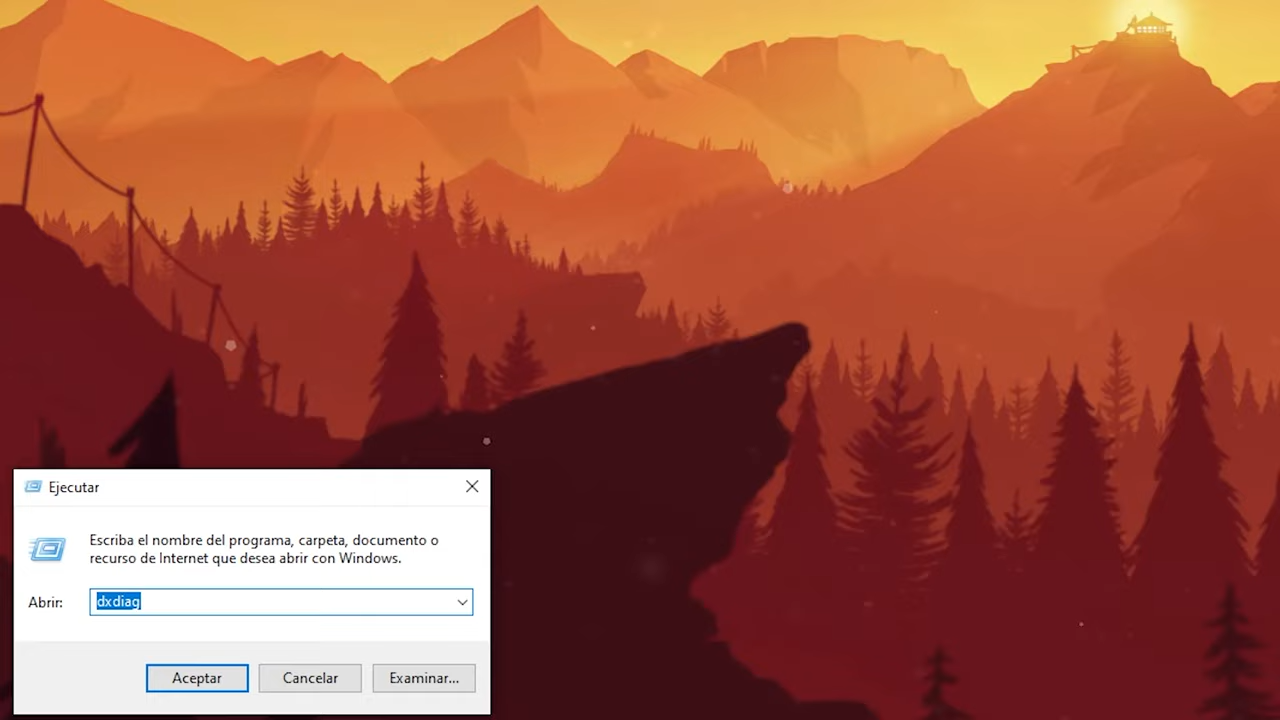 Ejecutar
Escriba el nombre del programa, carpeta, documento o
recurso de Internet que desea abrir con Windows.
Abrir: dxdiag
Aceptar Cancelar Examinar...